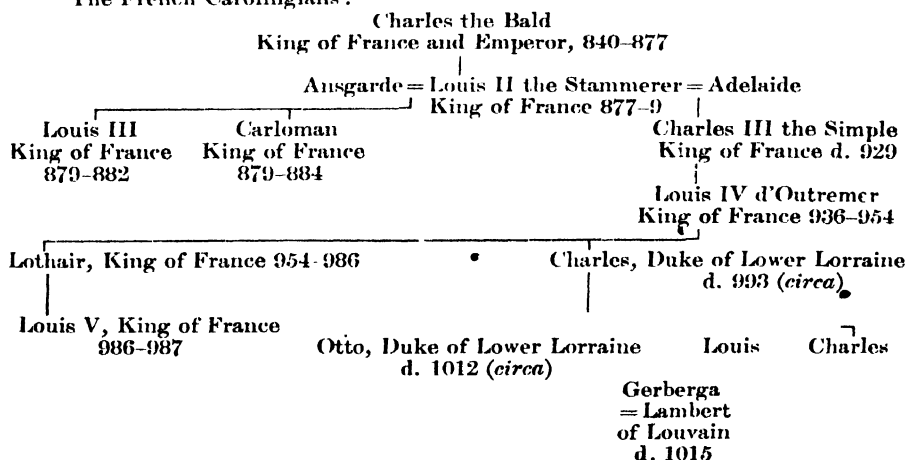 The French Carolingians.
Charles the Bald
King of France and Emperor, 840–877
Ansgarde = Louis II the Stammerer = Adelaide
King of France 877–9
Louis III Carloman Charles III the Simple
King of France King of France King of France d. 929
879–882 879–884
Louis IV d'Outremer
King of France 936–954
Lothair, King of France 954–986 Charles, Duke of Lower Lorraine
d. 993 (circa)
Louis V, King of France
986–987
Otto, Duke of Lower Lorraine Louis Charles
d. 1012 (circa)
Gerberga
= Lambert
of Louvain
d. 1015